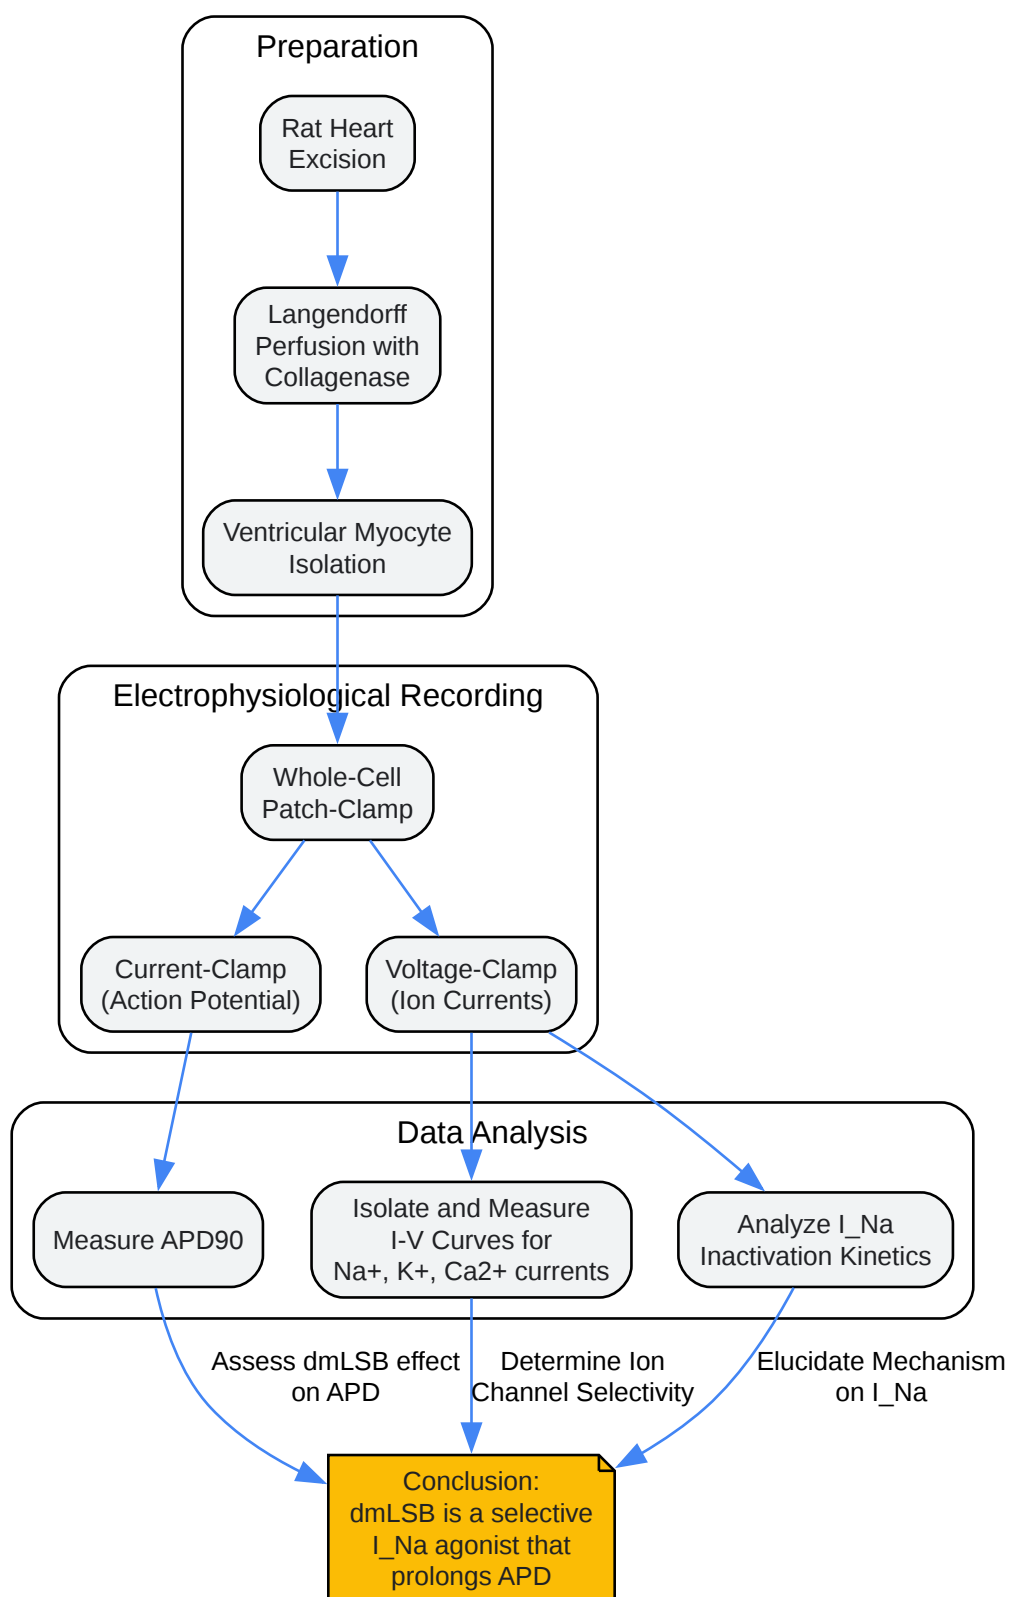 Preparation
Rat Heart
Excision
Langendorff
Perfusion with
Collagenase
Ventricular Myocyte
Isolation
Electrophysiological Recording
Whole-Cell
Patch-Clamp
Current-Clamp
(Action Potential)
Voltage-Clamp
(Ion Currents)
Data Analysis
Measure APD90
Isolate and Measure
I-V Curves for
Na+, K+, Ca2+ currents
Analyze I_Na
Inactivation Kinetics
Assess dmLSB effect
on APD
Determine Ion
Channel Selectivity
Elucidate Mechanism
on I_Na
Conclusion:
dmLSB is a selective
I_Na agonist that
prolongs APD